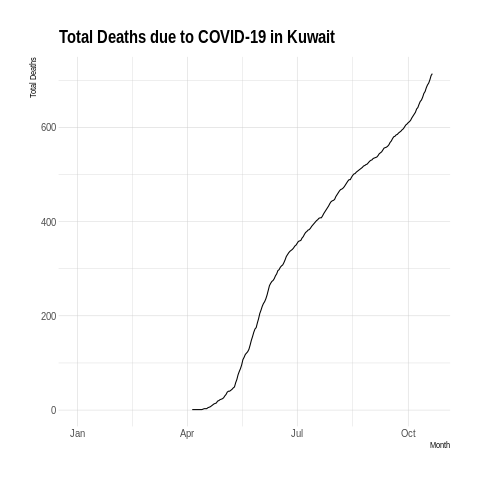 Total Deaths due to COVID-19 in Kuwait
Total Deaths
600
400
200
0
Jan Apr Jul Oct
Month